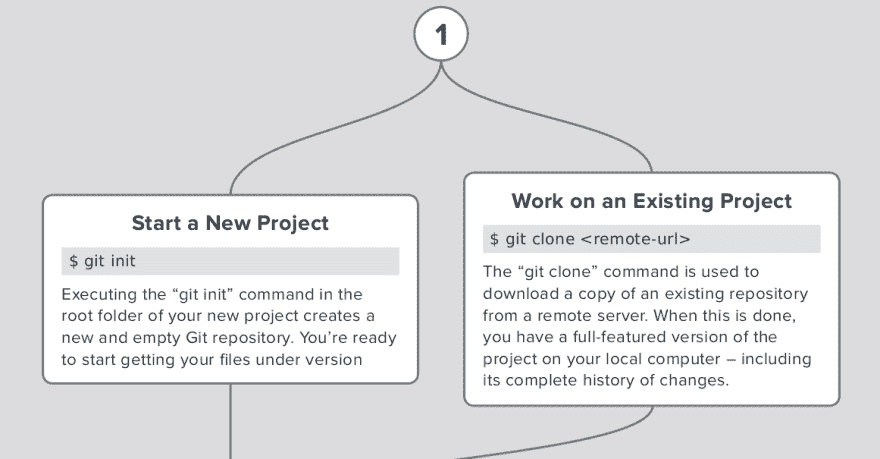 1
Start a New Project
$ git init
Executing the “git init” command in the
root folder of your new project creates a
new and empty Git repository. You’re ready
to start getting your files under version
Work on an Existing Project
$ git clone <remote-url>
The “git clone” command is used to
download a copy of an existing repository
from a remote server. When this is done,
you have a full-featured version of the
project on your local computer – including
its complete history of changes.